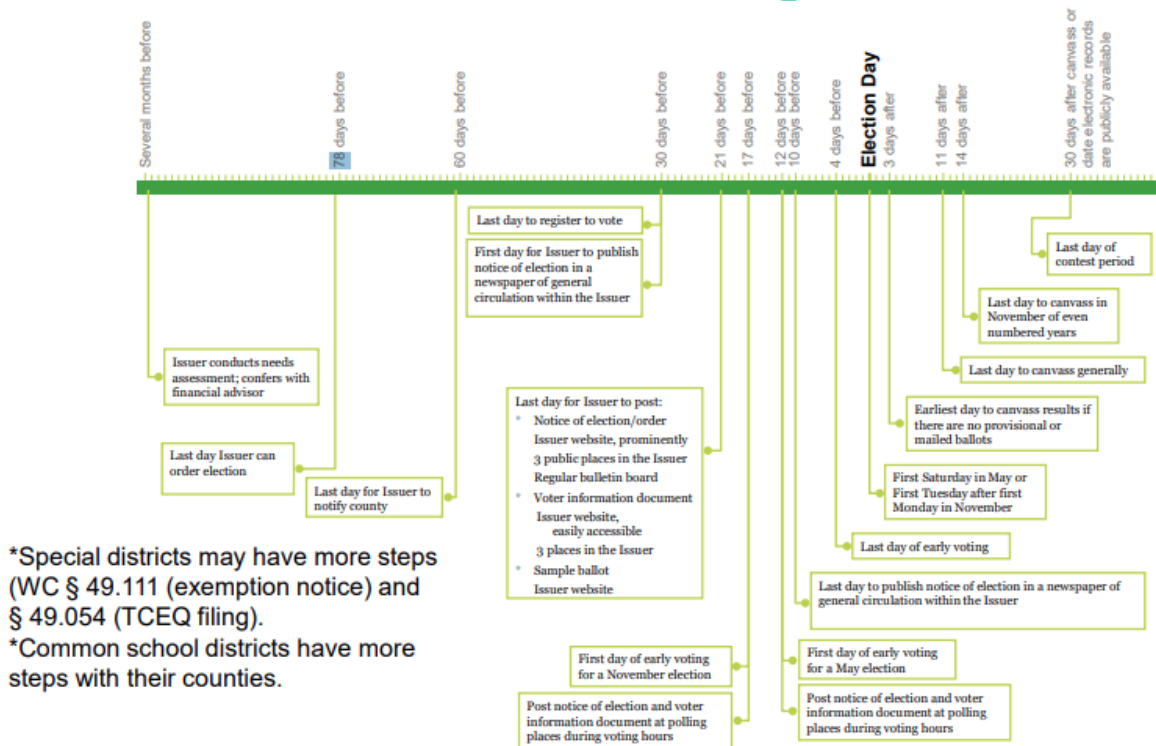 Several months before
78 days before
60 days before
30 days before
21 days before
17 days before
12 days before
10 days before
4 days before
Election Day
3 days after
11 days after
14 days after
30 days after canvass or
date electronic records
are publicly available
Last day to register to vote
First day for Issuer to publish
notice of election in a
newspaper of general
circulation within the Issuer
Last day of
contest period
Last day to canvass in
November of even
numbered years
Issuer conducts needs
assessment; confers with
financial advisor
Last day to canvass generally
Last day for Issuer to post:
* Notice of election/order
Issuer website, prominently
3 public places in the Issuer
Regular bulletin board
* Voter information document
Issuer website,
easily accessible
3 places in the Issuer
* Sample ballot
Issuer website
Earliest day to canvass results if
there are no provisional or
mailed ballots
Last day Issuer can
order election
Last day for Issuer to
notify county
First Saturday in May or
First Tuesday after first
Monday in November
Last day of early voting
*Special districts may have more steps
(WC § 49.111 (exemption notice) and
§ 49.054 (TCEQ filing).
*Common school districts have more
steps with their counties.
Last day to publish notice of election in a newspaper of
general circulation within the Issuer
First day of early voting
for a November election
First day of early voting
for a May election
Post notice of election and voter
information document at polling
places during voting hours
Post notice of election and voter
information document at polling
places during voting hours